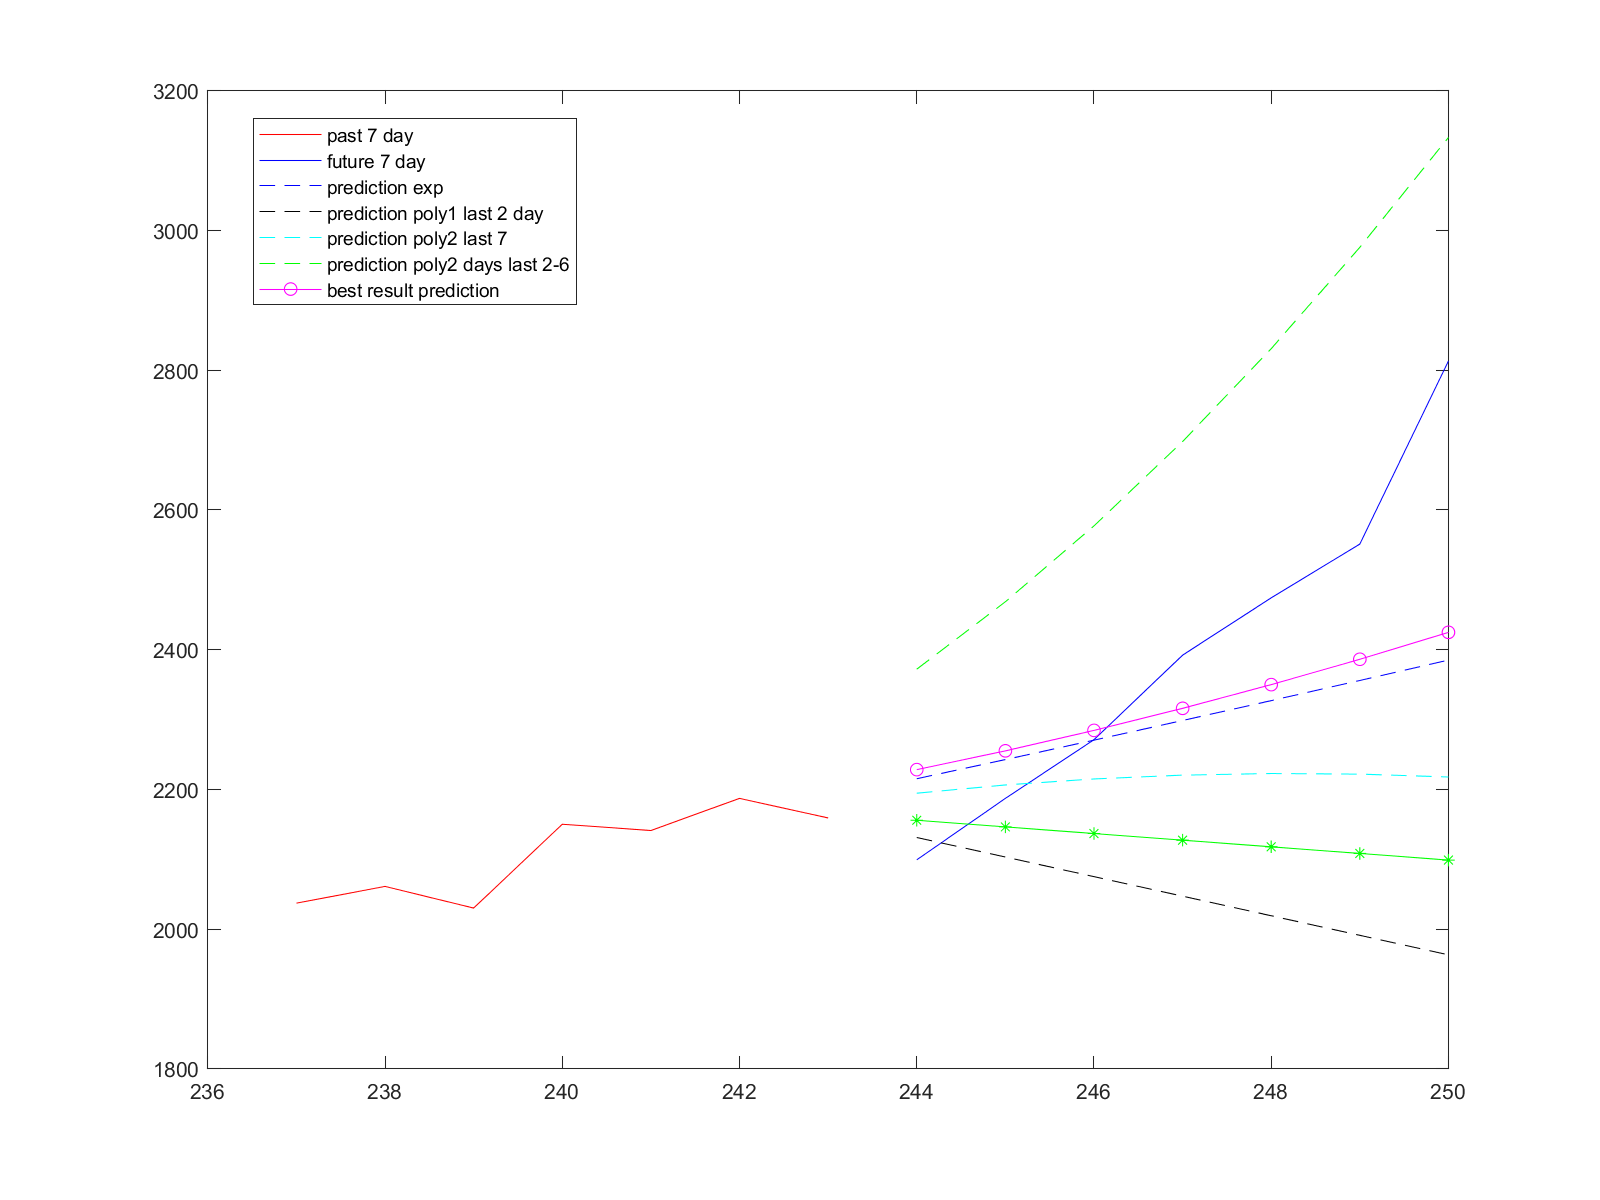 3200
3000
2800
2600
2400
2200
2000
1800
past 7 day
future 7 day
prediction exp
prediction poly1 last 2 day
prediction poly2 last 7
prediction poly2 days last 2-6
best result prediction
236 238 240 242 244 246 248 250